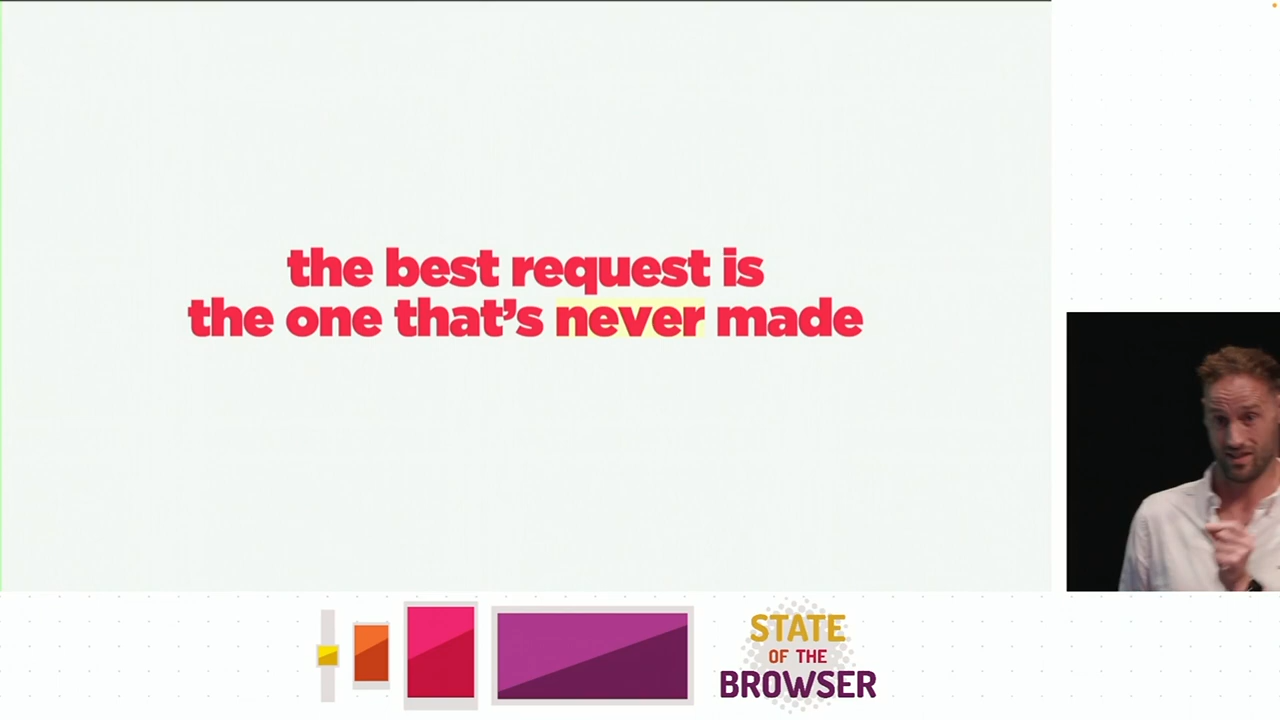 the best request is
the one that's never made
STATE
OF THE
BROWSER